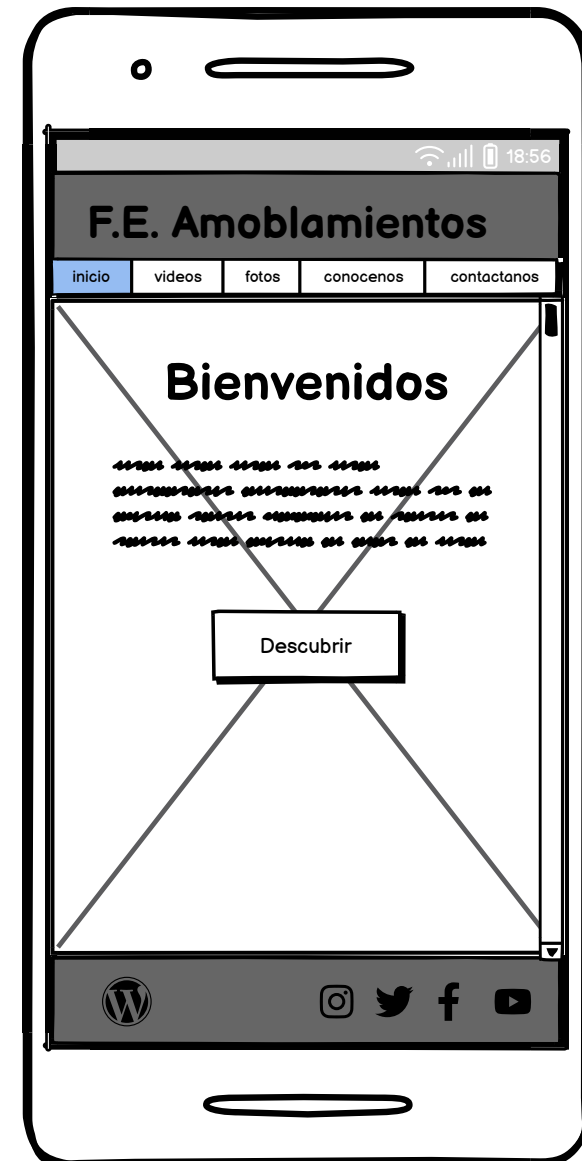 18:56
F.E. Amoblamientos
inicio videos fotos conocenos contactanos
Bienvenidos
Descubrir